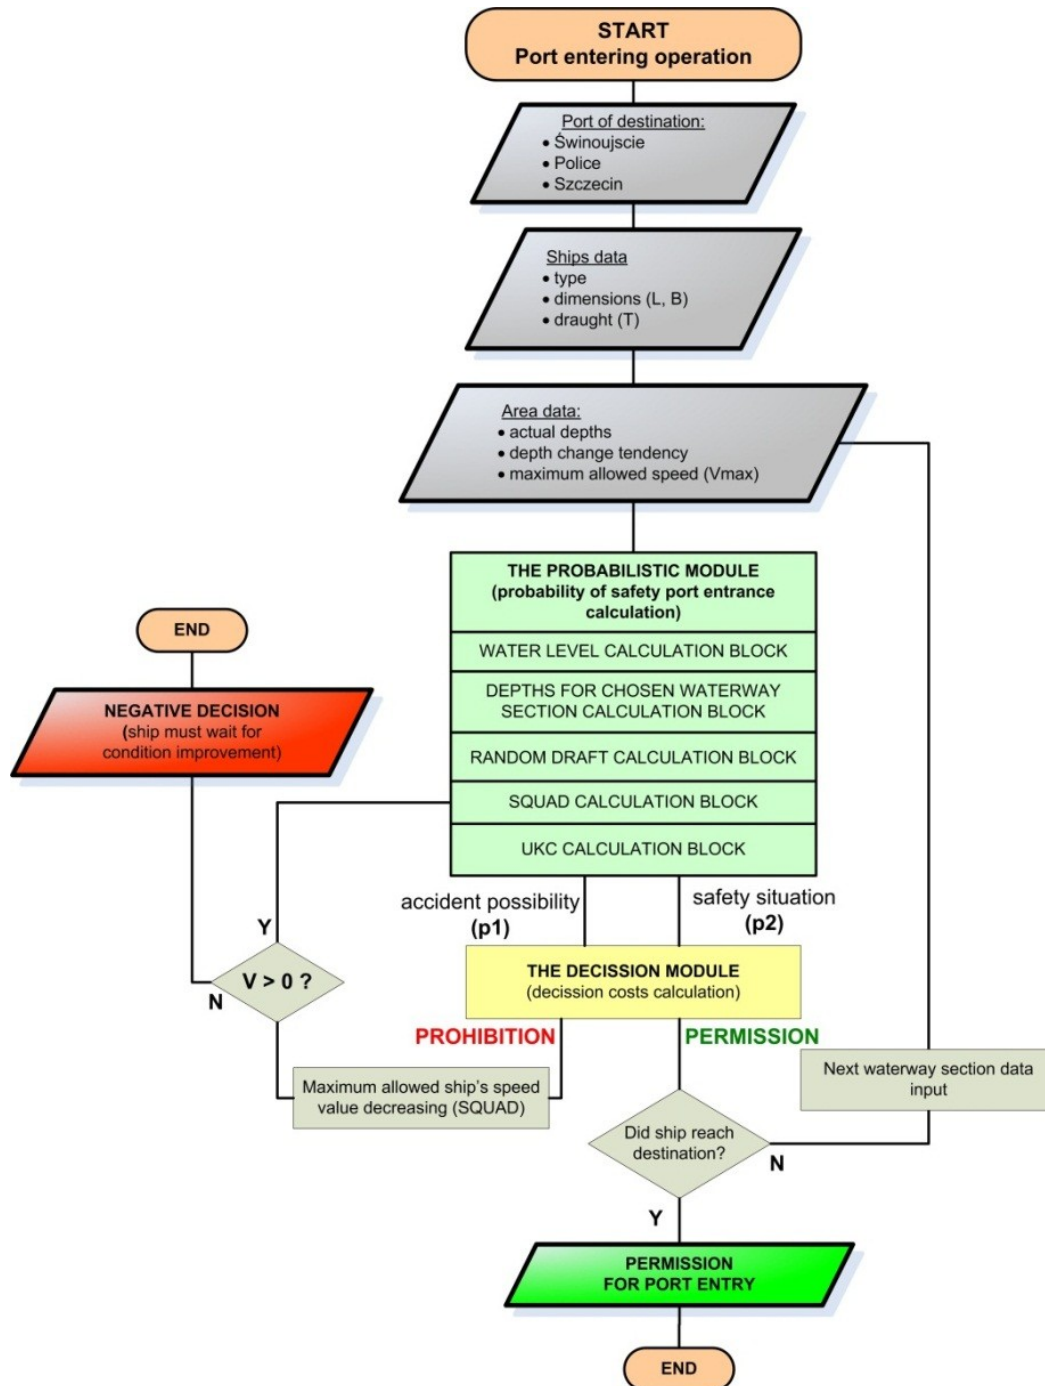 START
Port entering operation
Port of destination:
• Świnoujscie
• Police
• Szczecin
Ships data
• type
• dimensions (L, B)
• draught (T)
Area data:
• actual depths
• depth change tendency
• maximum allowed speed (Vmax)
THE PROBABILISTIC MODULE
(probability of safety port entrance
calculation)
WATER LEVEL CALCULATION BLOCK
DEPTHS FOR CHOSEN WATERWAY
SECTION CALCULATION BLOCK
RANDOM DRAFT CALCULATION BLOCK
SQUAD CALCULATION BLOCK
UKC CALCULATION BLOCK
END
NEGATIVE DECISION
(ship must wait for
condition improvement)
accident possibility
(p1)
safety situation
(p2)
Y
V > 0 ?
N
THE DECISSION MODULE
(decission costs calculation)
PROHIBITION
PERMISSION
Maximum allowed ship's speed
value decreasing (SQUAD)
Next waterway section data
input
Did ship reach
destination?
N
Y
PERMISSION
FOR PORT ENTRY
END